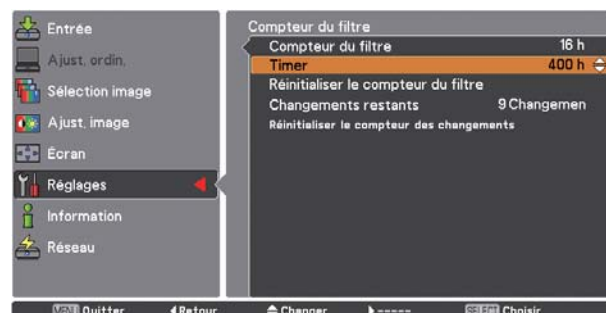 Entrée
Ajust. ordin.
Sélection image
Ajust. image
Écran
Réglages
Information
Réseau
Compteur du filtre
Compteur du filtre 16 h
Timer 400 h
Réinitialiser le compteur du filtre
Changements restants 9 Changemen
Réinitialiser le compteur des changements
MENU Quitter Retour Changer ----- SELECT Choisir